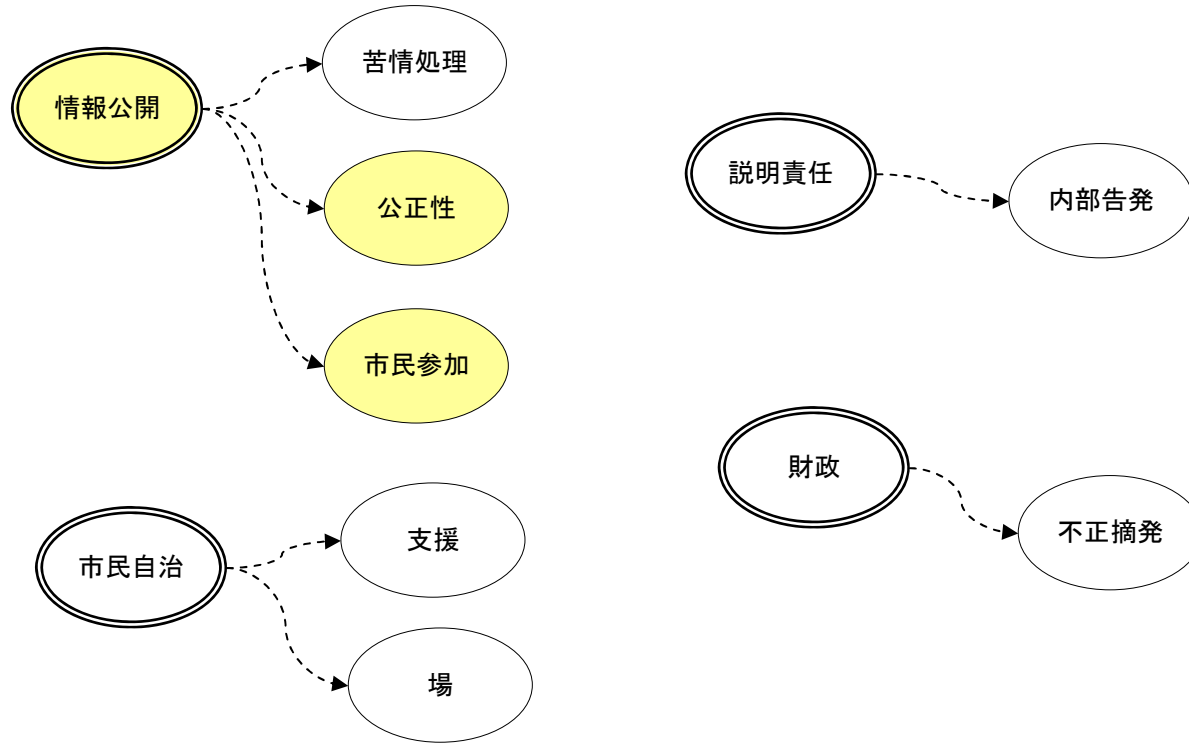 情報公開
苦情処理
公正性
市民参加
市民自治
支援
場
説明責任
内部告発
財政
不正摘発